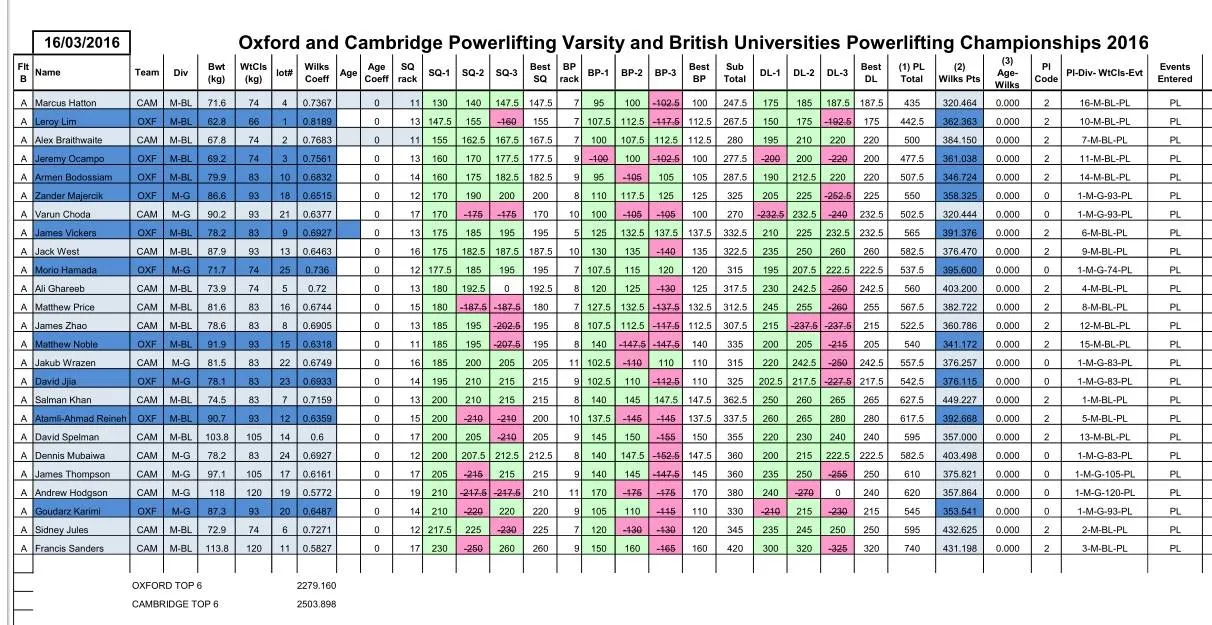 16/03/2016 Oxford and Cambridge Powerlifting Varsity and British Universities Powerlifting Championships 2016
Flt B Name Team Div Bwt (kg) WtCls (kg) lot# Wilks Coeff Age Age Coeff SQ rack SQ-1 SQ-2 SQ-3 Best SQ BP rack BP-1 BP-2 BP-3 Best BP Sub Total DL-1 DL-2 DL-3 Best DL (1) PL Total (2) Wilks Pts (3) Age- Wilks Pl Code Pl-Div- WtCls-Evt Events Entered
A Marcus Hatton CAM M-BL 71.6 74 4 0.7367 0 11 130 140 147.5 147.5 7 95 100 -102.5 100 247.5 175 185 187.5 187.5 435 320.464 0.000 2 16-M-BL-PL PL
A Leroy Lim OXF M-BL 62.8 66 1 0.8189 0 13 147.5 155 -160 155 7 107.5 112.5 -117.5 112.5 267.5 150 175 -192.5 175 442.5 362.363 0.000 2 10-M-BL-PL PL
A Alex Braithwaite CAM M-BL 67.8 74 2 0.7683 0 11 155 162.5 167.5 167.5 7 100 107.5 112.5 112.5 280 195 210 220 220 500 384.150 0.000 2 7-M-BL-PL PL
A Jeremy Ocampo OXF M-BL 69.2 74 3 0.7561 0 13 160 170 177.5 177.5 9 -100 100 -102.5 100 277.5 -200 200 -220 200 477.5 361.038 0.000 2 11-M-BL-PL PL
A Armen Bodossiam OXF M-BL 79.9 83 10 0.6832 0 14 160 175 182.5 182.5 9 95 -105 105 105 287.5 190 212.5 220 220 507.5 346.724 0.000 2 14-M-BL-PL PL
A Zander Majercik OXF M-G 86.6 93 18 0.6515 0 12 170 190 200 200 8 110 117.5 125 125 325 205 225 -252.5 225 550 358.325 0.000 0 1-M-G-93-PL PL
A Varun Choda CAM M-G 90.2 93 21 0.6377 0 17 170 -175 -175 170 10 100 -105 -105 100 270 -232.5 232.5 -240 232.5 502.5 320.444 0.000 0 1-M-G-93-PL PL
A James Vickers OXF M-BL 78.2 83 9 0.6927 0 13 175 185 195 195 5 125 132.5 137.5 137.5 332.5 210 225 232.5 232.5 565 391.376 0.000 2 6-M-BL-PL PL
A Jack West CAM M-BL 87.9 93 13 0.6463 0 16 175 182.5 187.5 187.5 10 130 135 -140 135 322.5 235 250 260 260 582.5 376.470 0.000 2 9-M-BL-PL PL
A Morio Hamada OXF M-G 71.7 74 25 0.736 0 12 177.5 185 195 195 7 107.5 115 120 120 315 195 207.5 222.5 222.5 537.5 395.600 0.000 0 1-M-G-74-PL PL
A Ali Ghareeb CAM M-BL 73.9 74 5 0.72 0 13 180 192.5 0 192.5 8 120 125 -130 125 317.5 230 242.5 -250 242.5 560 403.200 0.000 2 4-M-BL-PL PL
A Matthew Price CAM M-BL 81.6 83 16 0.6744 0 15 180 -187.5 -187.5 180 7 127.5 132.5 -137.5 132.5 312.5 245 255 -260 255 567.5 382.722 0.000 2 8-M-BL-PL PL
A James Zhao CAM M-BL 78.6 83 8 0.6905 0 13 185 195 -202.5 195 8 107.5 112.5 -117.5 112.5 307.5 215 -237.5 -237.5 215 522.5 360.786 0.000 2 12-M-BL-PL PL
A Matthew Noble OXF M-BL 91.9 93 15 0.6318 0 11 185 195 -207.5 195 8 140 -147.5 -147.5 140 335 200 205 -215 205 540 341.172 0.000 2 15-M-BL-PL PL
A Jakub Wrazen CAM M-G 81.5 83 22 0.6749 0 16 185 200 205 205 11 102.5 -110 110 110 315 220 242.5 -250 242.5 557.5 376.257 0.000 0 1-M-G-83-PL PL
A David Jjia OXF M-G 78.1 83 23 0.6933 0 14 195 210 215 215 9 102.5 110 -112.5 110 325 202.5 217.5 -227.5 217.5 542.5 376.115 0.000 0 1-M-G-83-PL PL
A Salman Khan CAM M-BL 74.5 83 7 0.7159 0 13 200 210 215 215 8 140 145 147.5 147.5 362.5 250 260 265 265 627.5 449.227 0.000 2 1-M-BL-PL PL
A Atamli-Ahmad Reineh OXF M-BL 90.7 93 12 0.6359 0 15 200 -210 -210 200 10 137.5 -145 -145 137.5 337.5 260 265 280 280 617.5 392.668 0.000 2 5-M-BL-PL PL
A David Spelman CAM M-BL 103.8 105 14 0.6 0 17 200 205 -210 205 9 145 150 -155 150 355 220 230 240 240 595 357.000 0.000 2 13-M-BL-PL PL
A Dennis Mubaiwa CAM M-G 78.2 83 24 0.6927 0 12 200 207.5 212.5 212.5 8 140 147.5 -152.5 147.5 360 200 215 222.5 222.5 582.5 403.498 0.000 0 1-M-G-83-PL PL
A James Thompson CAM M-G 97.1 105 17 0.6161 0 17 205 -215 215 215 9 140 145 -147.5 145 360 235 250 -255 250 610 375.821 0.000 0 1-M-G-105-PL PL
A Andrew Hodgson CAM M-G 118 120 19 0.5772 0 19 210 -217.5 -217.5 210 11 170 -175 -175 170 380 240 -270 0 240 620 357.864 0.000 0 1-M-G-120-PL PL
A Goudarz Karimi OXF M-G 87.3 93 20 0.6487 0 14 210 -220 220 220 9 105 110 -115 110 330 -210 215 -230 215 545 353.541 0.000 0 1-M-G-93-PL PL
A Sidney Jules CAM M-BL 72.9 74 6 0.7271 0 12 217.5 225 -230 225 7 120 -130 -130 120 345 235 245 250 250 595 432.625 0.000 2 2-M-BL-PL PL
A Francis Sanders CAM M-BL 113.8 120 11 0.5827 0 17 230 -250 260 260 9 150 160 -165 160 420 300 320 -325 320 740 431.198 0.000 2 3-M-BL-PL PL
OXFORD TOP 6 2279.160
CAMBRIDGE TOP 6 2503.898